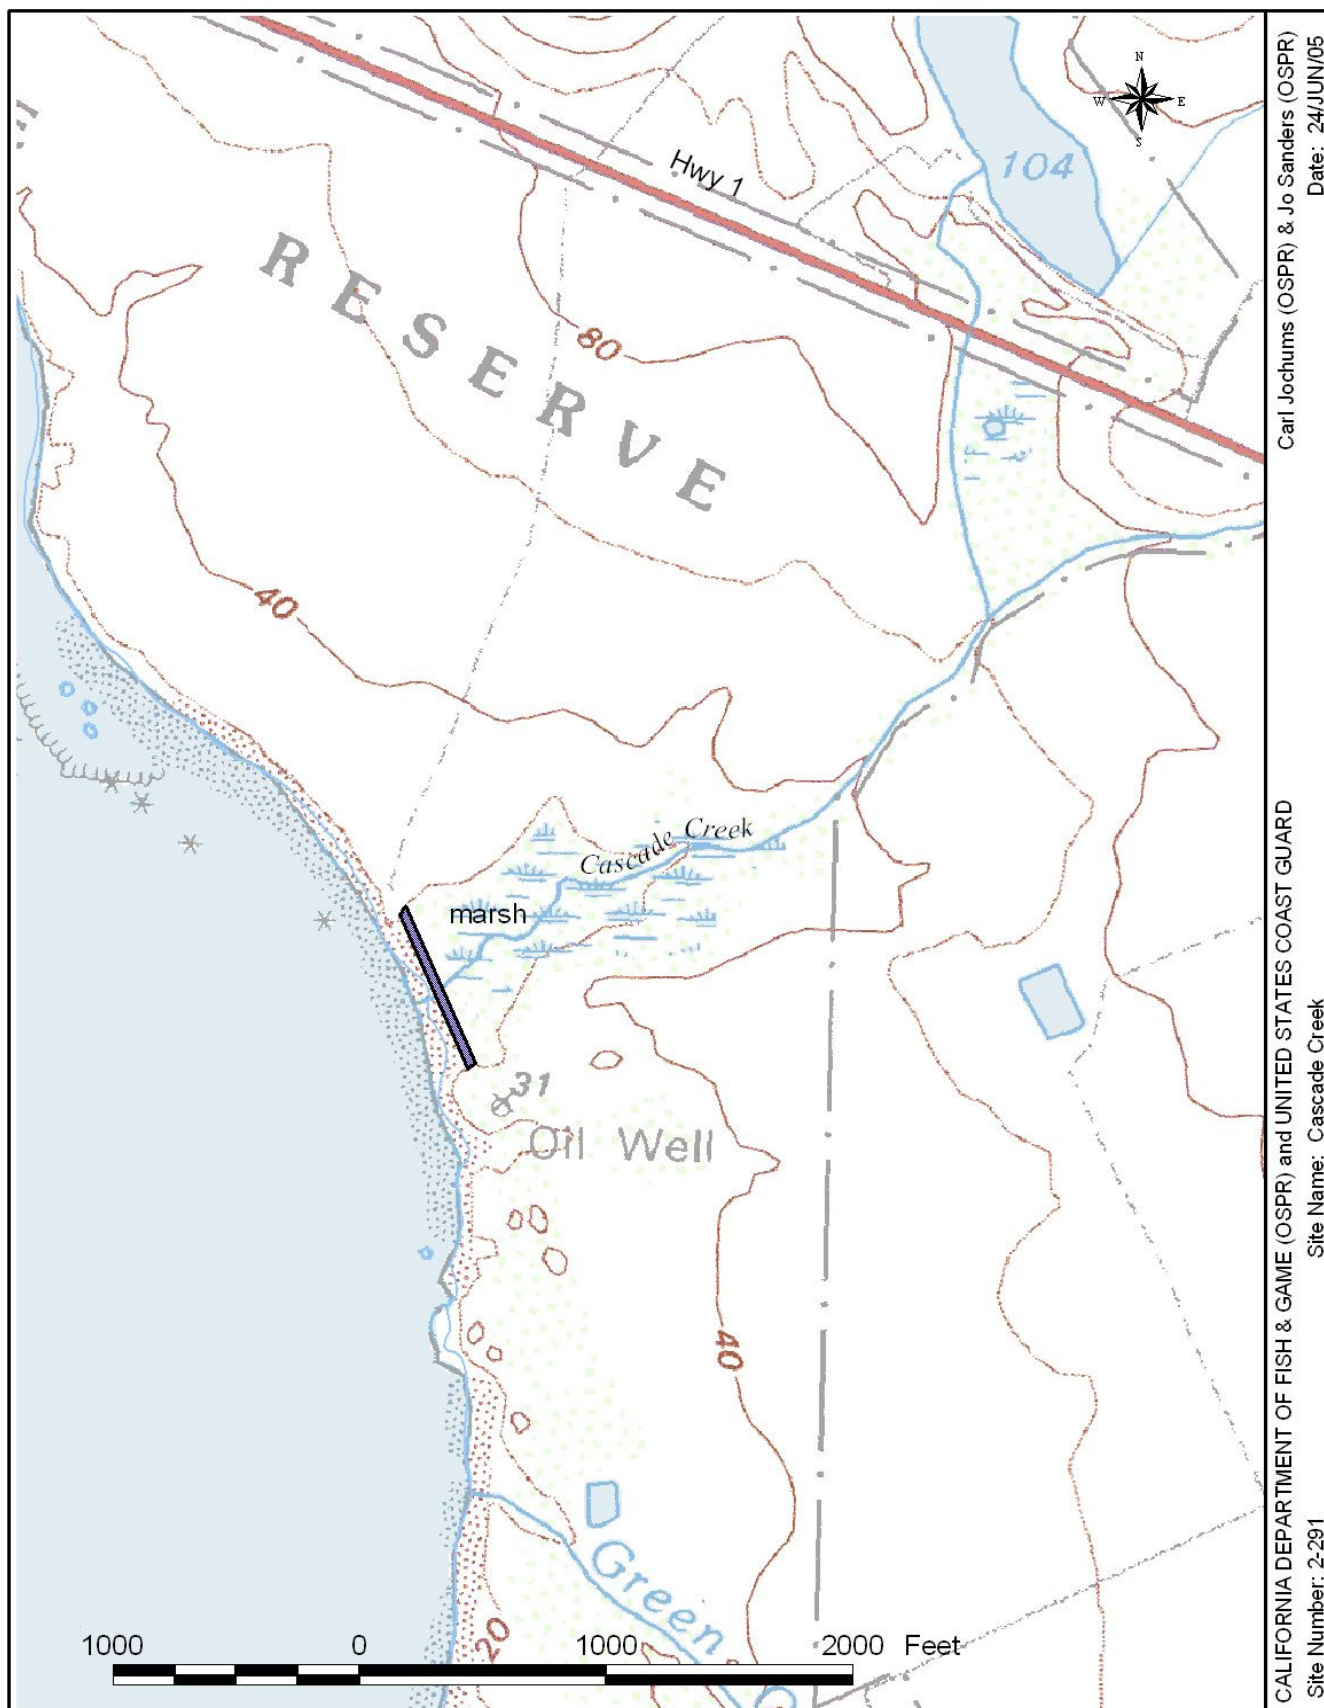 N
W E
S
104
Hwy 1
RESERVE
80
40
Cascade Creek
marsh
31
Oil Well
40
Green
20
1000 0 1000 2000 Feet
CALIFORNIA DEPARTMENT OF FISH & GAME (OSPR) and UNITED STATES COAST GUARD
Carl Jochums (OSPR) & Jo Sanders (OSPR)
Site Number: 2-291
Site Name: Cascade Creek
Date: 24/JUN/05